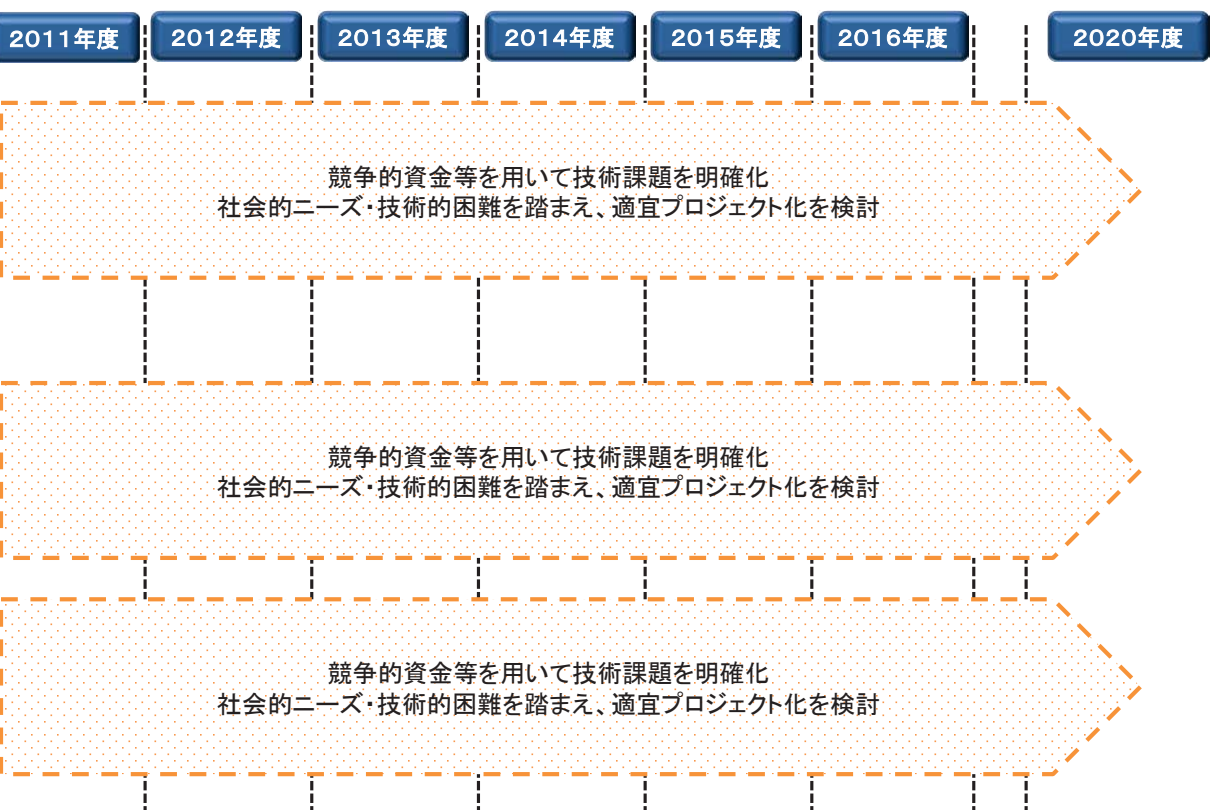 2011年度 2012年度 2013年度 2014年度 2015年度 2016年度 2020年度
競争的資金等を用いて技術課題を明確化
社会的ニーズ・技術的困難を踏まえ、適宜プロジェクト化を検討
競争的資金等を用いて技術課題を明確化
社会的ニーズ・技術的困難を踏まえ、適宜プロジェクト化を検討
競争的資金等を用いて技術課題を明確化
社会的ニーズ・技術的困難を踏まえ、適宜プロジェクト化を検討